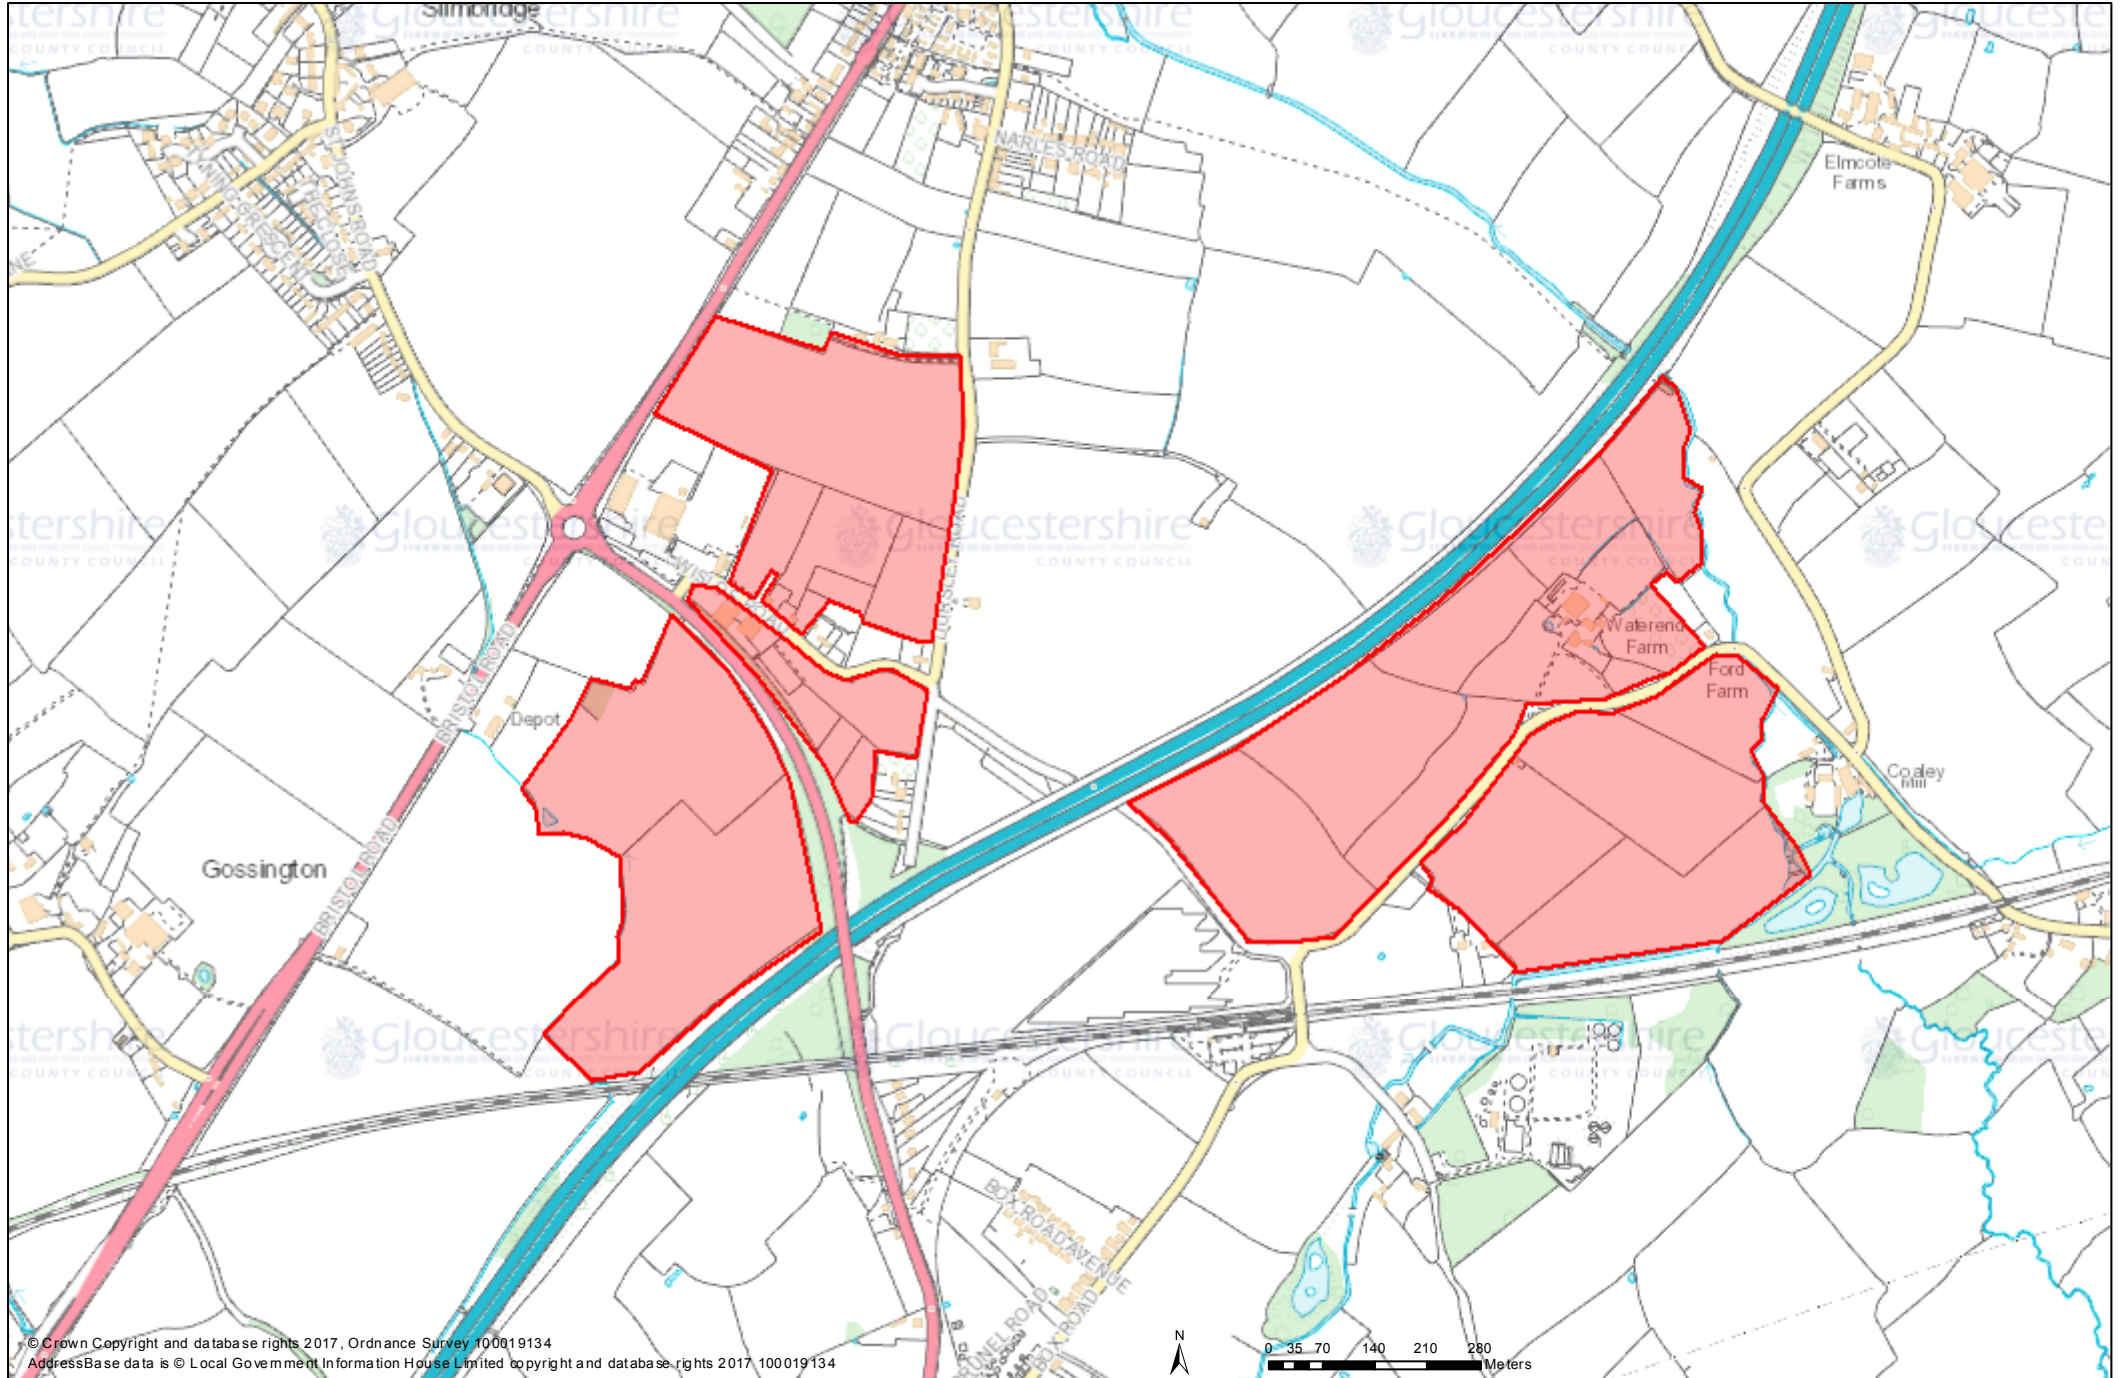 Slimbridge
NARLES ROAD
ST JOHNS ROAD
Elmcote
Farms
DURSLEY ROAD
Waterend
Farm
Ford
Farm
BRISTOL ROAD
Depot
Coaley
Mill
Gossington
BRISTOL ROAD
BOX ROAD AVENUE
BOX ROAD
Gloucestershire
COUNTY COUNCIL
© Crown Copyright and database rights 2017, Ordnance Survey 100019134
AddressBase data is © Local Government Information House Limited copyright and database rights 2017 100019134
N
0 35 70 140 210 280
Meters